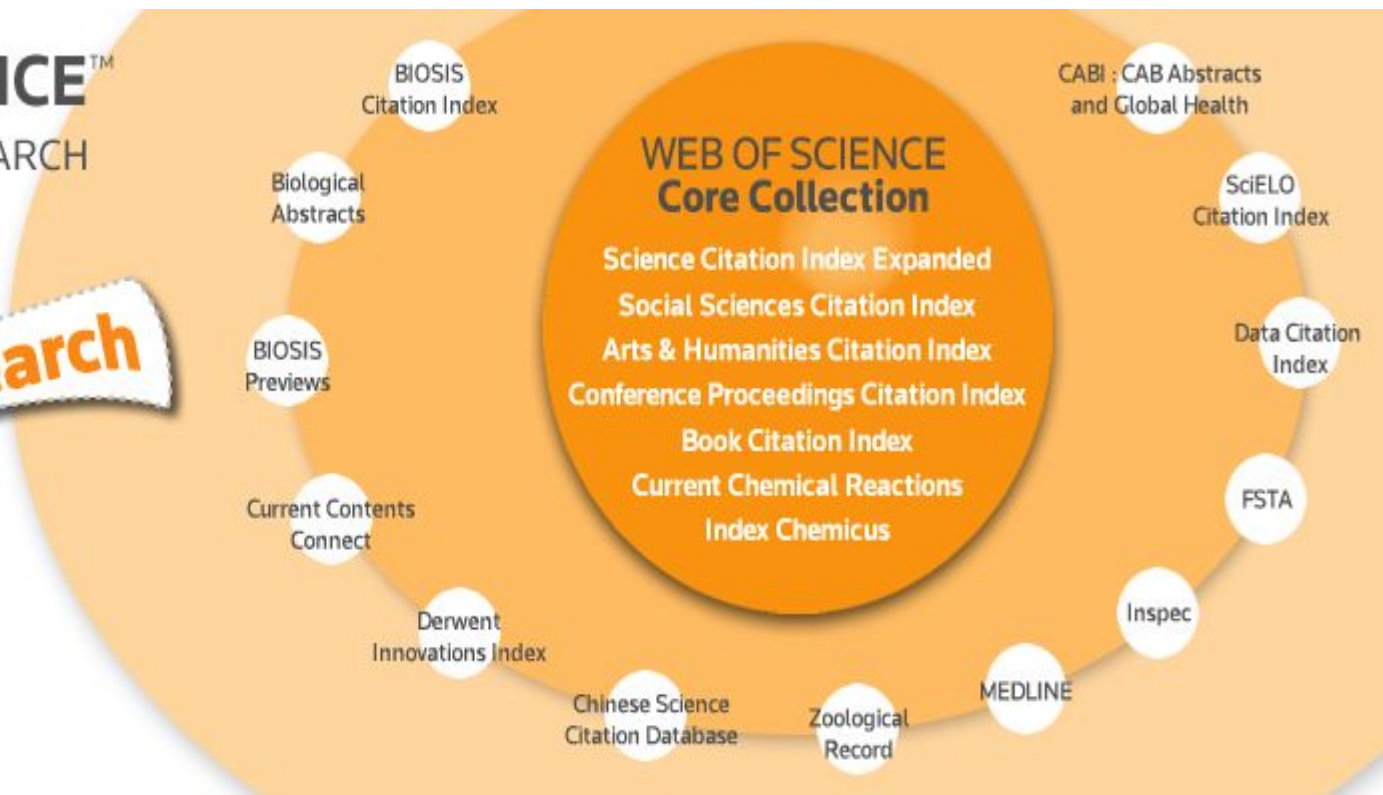 ICE™
ARCH
arch
BIOSIS
Citation Index
Biological
Abstracts
BIOSIS
Previews
Current Contents
Connect
Derwent
Innovations Index
Chinese Science
Citation Database
Zoological
Record
MEDLINE
Inspec
FSTA
Data Citation
Index
SciELO
Citation Index
CABI : CAB Abstracts
and Global Health
WEB OF SCIENCE
Core Collection
Science Citation Index Expanded
Social Sciences Citation Index
Arts & Humanities Citation Index
Conference Proceedings Citation Index
Book Citation Index
Current Chemical Reactions
Index Chemicus